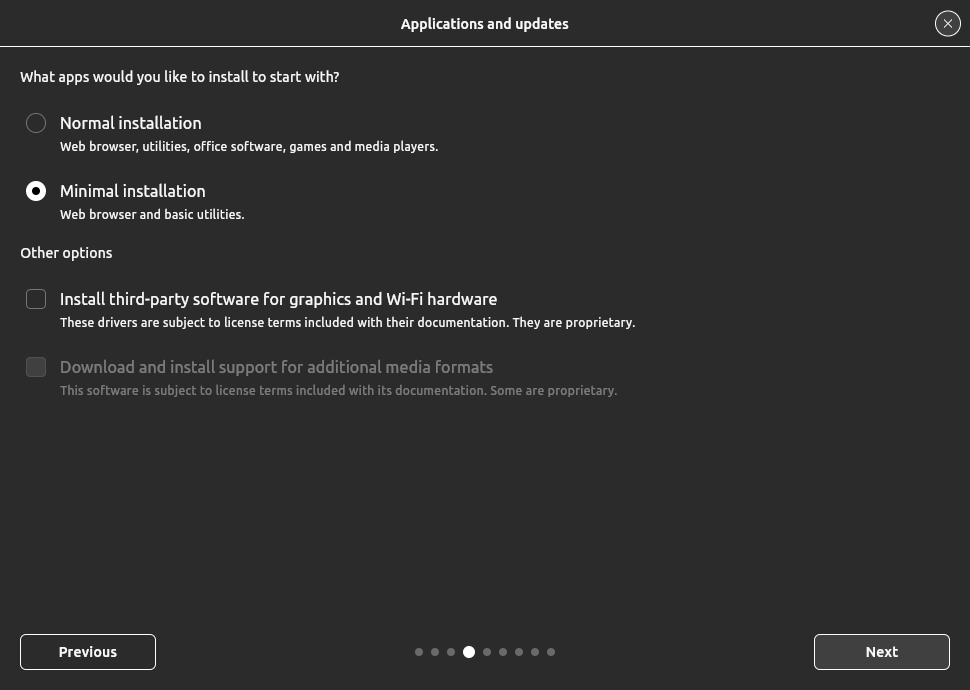 Applications and updates
What apps would you like to install to start with?
Normal installation
Web browser, utilities, office software, games and media players.
Minimal installation
Web browser and basic utilities.
Other options
Install third-party software for graphics and Wi-Fi hardware
These drivers are subject to license terms included with their documentation. They are proprietary.
Download and install support for additional media formats
This software is subject to license terms included with its documentation. Some are proprietary.
Previous
Next